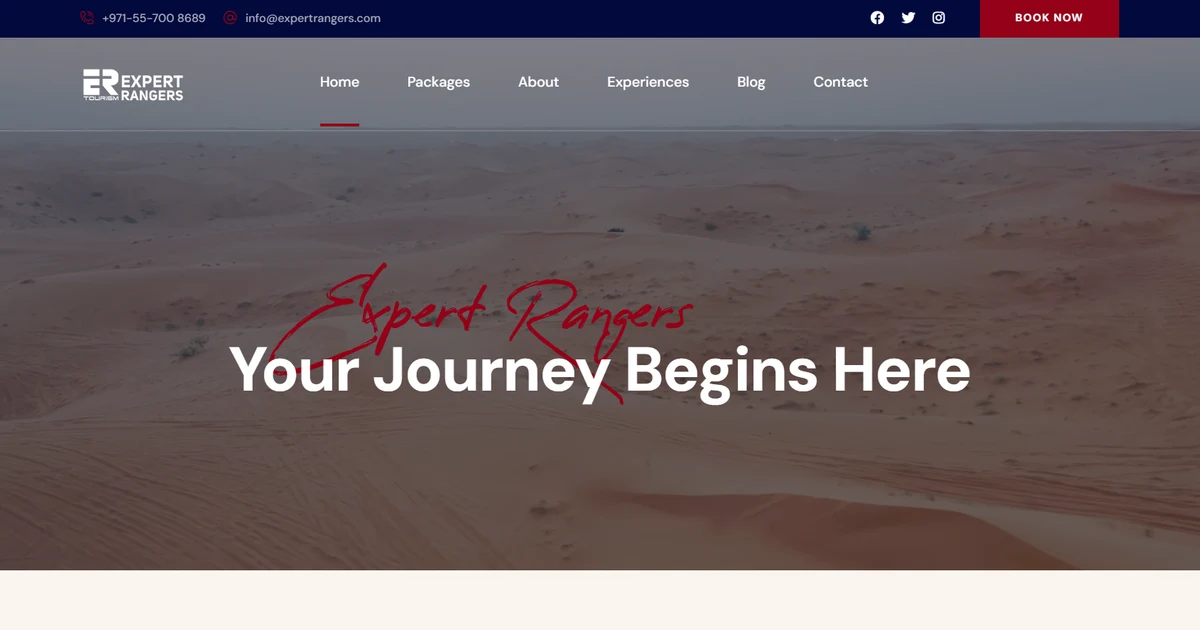 +971-55-700 8689 info@expertrangers.com BOOK NOW
ER EXPERT
TOURISM RANGERS
Home Packages About Experiences Blog Contact
Expert Rangers
Your Journey Begins Here